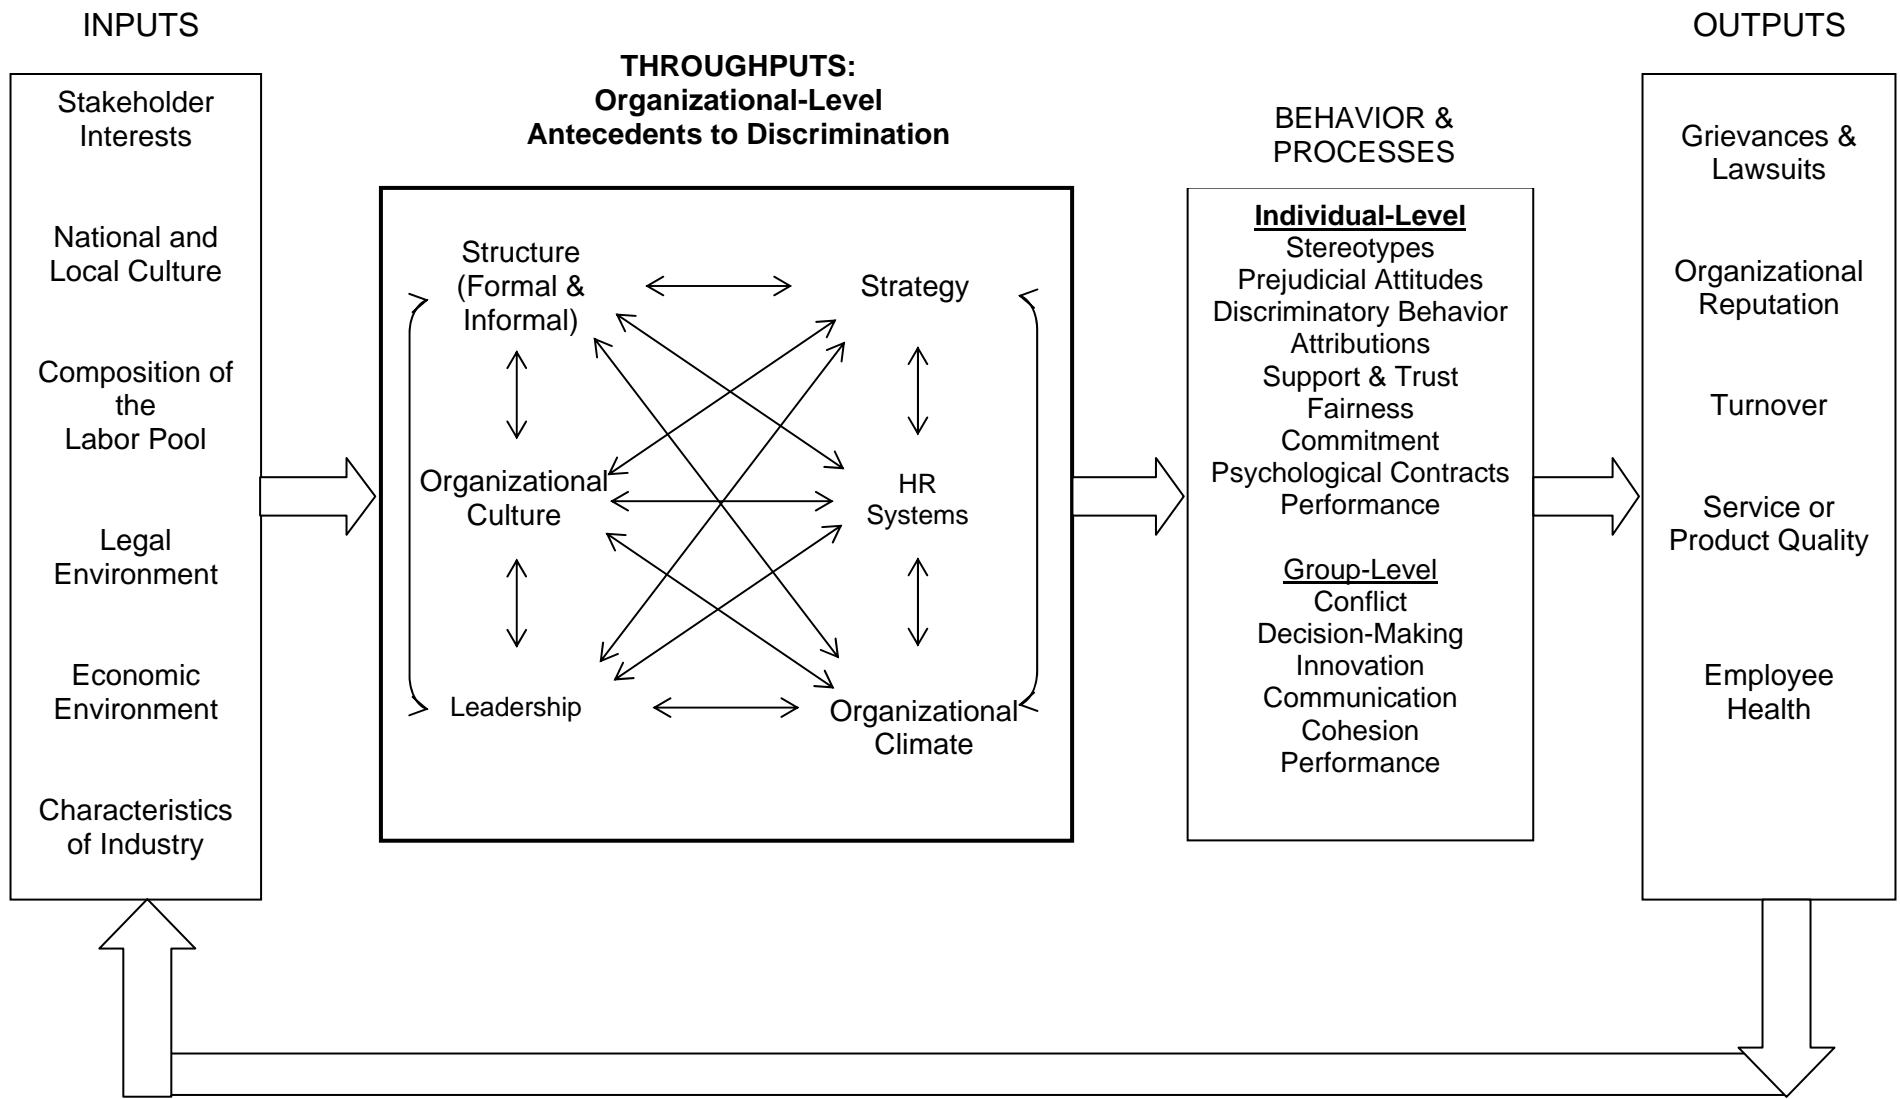 INPUTS
Stakeholder
Interests
National and
Local Culture
Composition of
the
Labor Pool
Legal
Environment
Economic
Environment
Characteristics
of Industry
THROUGHPUTS:
Organizational-Level
Antecedents to Discrimination
Structure
(Formal &
Informal)
Strategy
Organizational
Culture
HR
Systems
Leadership
Organizational
Climate
BEHAVIOR &
PROCESSES
Individual-Level
Stereotypes
Prejudicial Attitudes
Discriminatory Behavior
Attributions
Support & Trust
Fairness
Commitment
Psychological Contracts
Performance
Group-Level
Conflict
Decision-Making
Innovation
Communication
Cohesion
Performance
OUTPUTS
Grievances &
Lawsuits
Organizational
Reputation
Turnover
Service or
Product Quality
Employee
Health